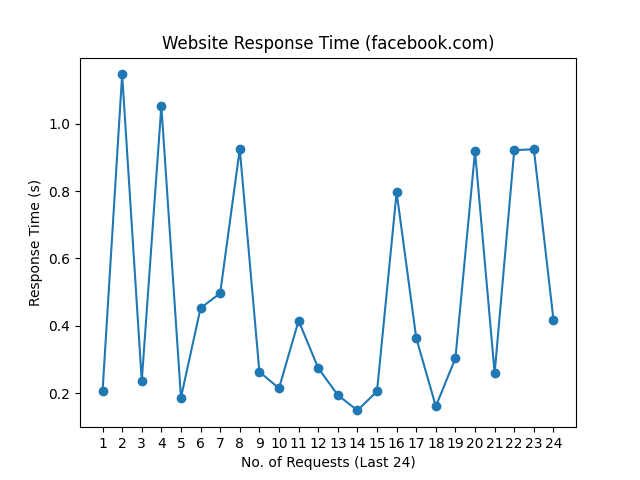 Website Response Time (facebook.com)
Response Time (s)
1.0
0.8
0.6
0.4
0.2
1 2 3 4 5 6 7 8 9 10 11 12 13 14 15 16 17 18 19 20 21 22 23 24
No. of Requests (Last 24)